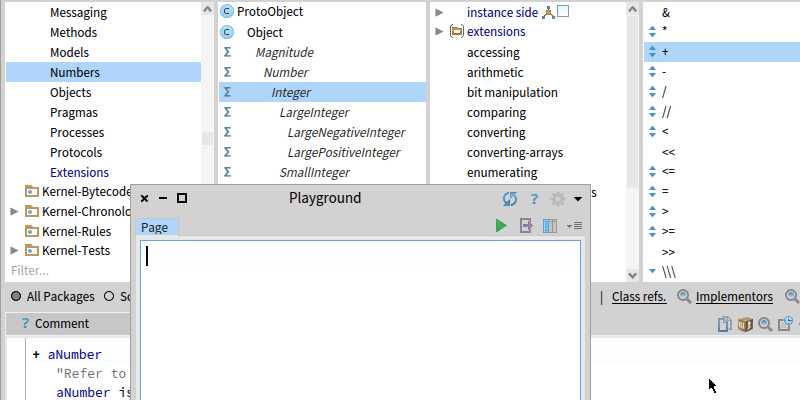 Messaging
Methods
Models
Numbers
Objects
Pragmas
Processes
Protocols
Extensions
Kernel-Bytecode
Kernel-Chronolo
Kernel-Rules
Kernel-Tests
Filter...
ProtoObject
Object
Magnitude
Number
Integer
LargeInteger
LargeNegativeInteger
LargePositiveInteger
SmallInteger
instance side
extensions
accessing
arithmetic
bit manipulation
comparing
converting
converting-arrays
enumerating
s
&
*
+
-
/
//
<
<<
<=
=
>
>=
>>
\\\
All Packages Sc
| Class refs. Implementors
? Comment
+ aNumber
"Refer to
aNumber is
Playground
?
Page